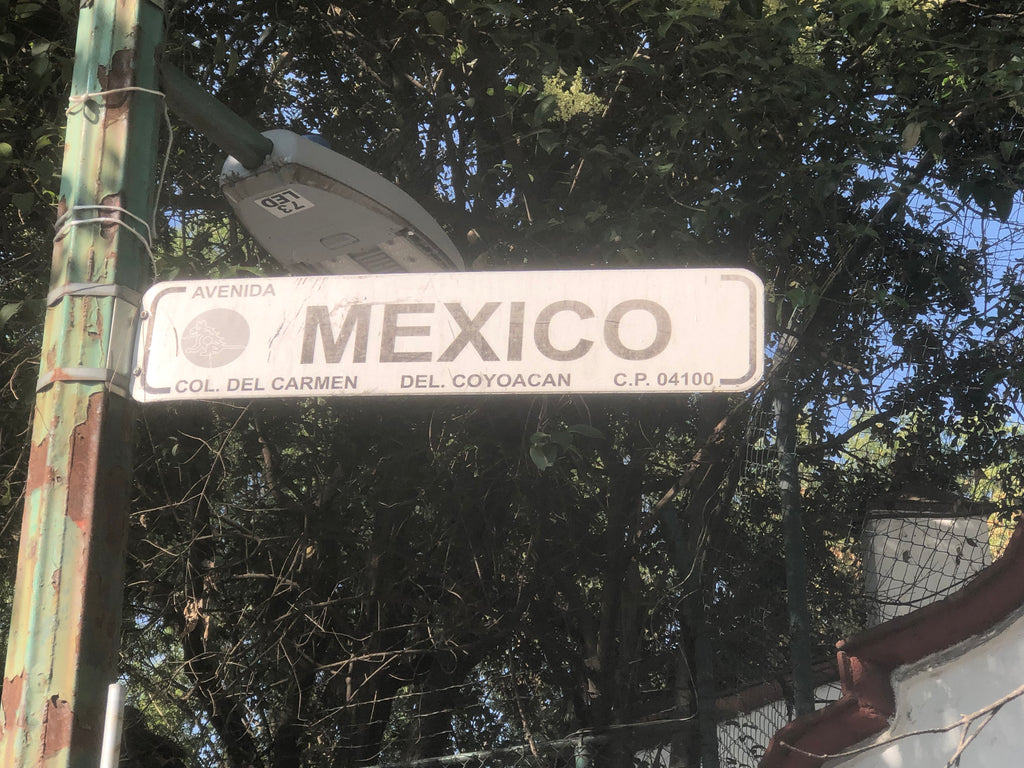 73
LED
AVENIDA
MEXICO
COL. DEL CARMEN DEL. COYOACAN C.P. 04100